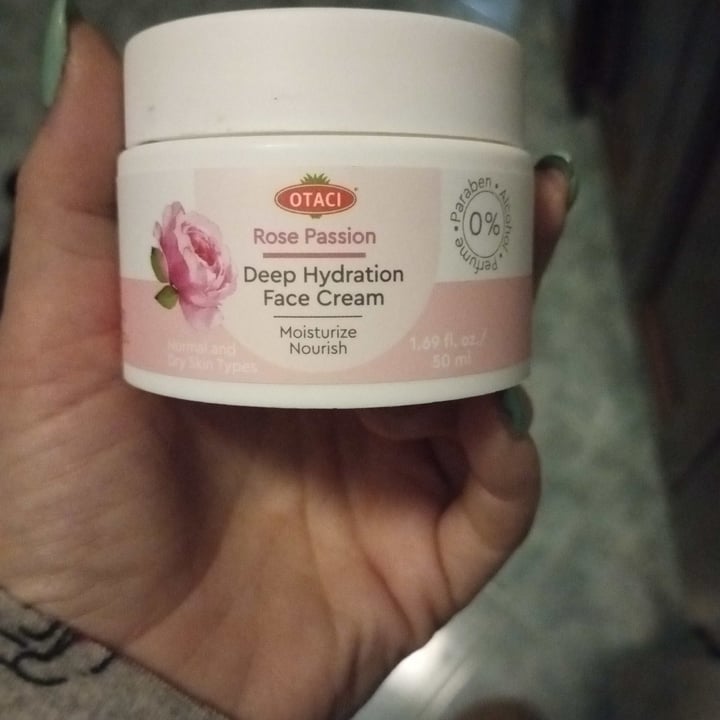 OTACI
Rose Passion
Deep Hydration
Face Cream
Moisturize
Nourish
Normal and
Dry Skin Types
1.69 fl. oz./
50 ml
0%
Paraben • Alcohol • Perfume •